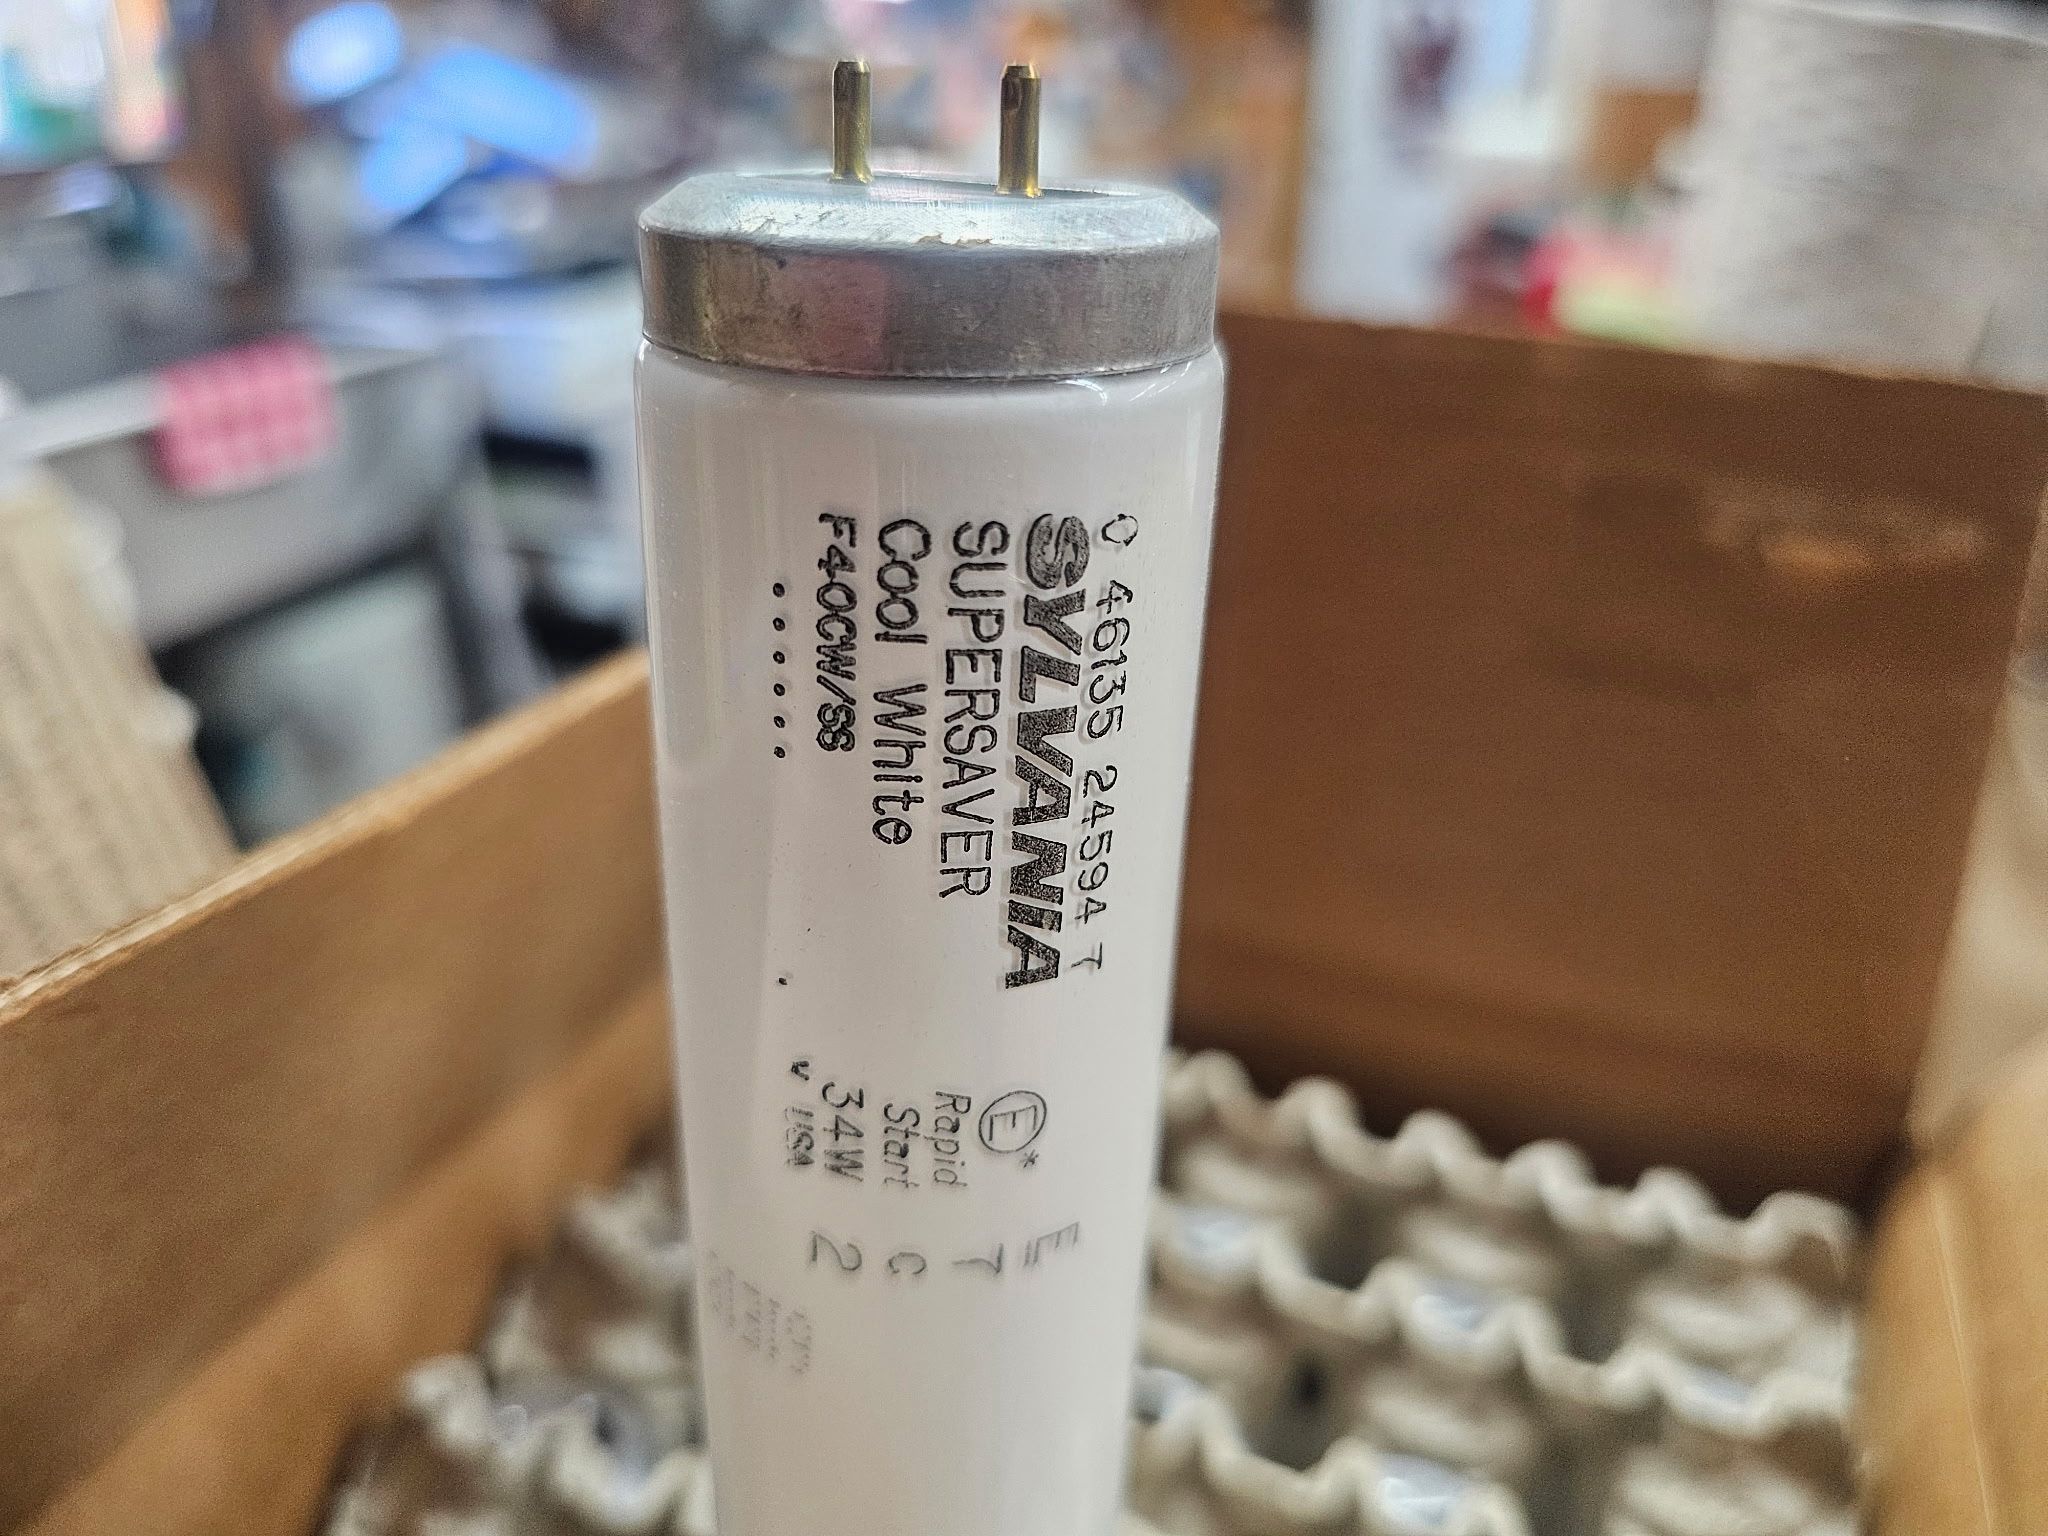 0 46135 24594 7
SYLVANIA
SUPERSAVER
Cool White
F40CW/SS
E*
Rapid
Start
34W
USA
E
T
C
2